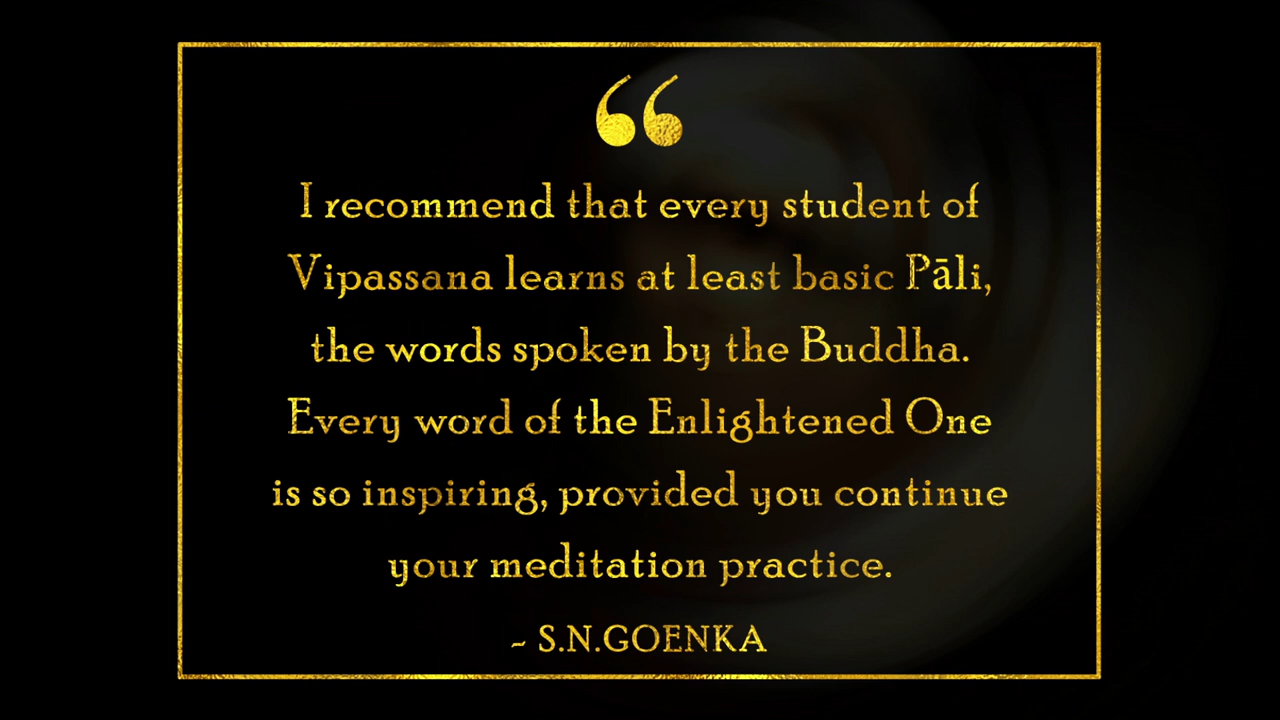 “
I recommend that every student of
Vipassana learns at least basic Pāli,
the words spoken by the Buddha.
Every word of the Enlightened One
is so inspiring, provided you continue
your meditation practice.
~ S.N.GOENKA